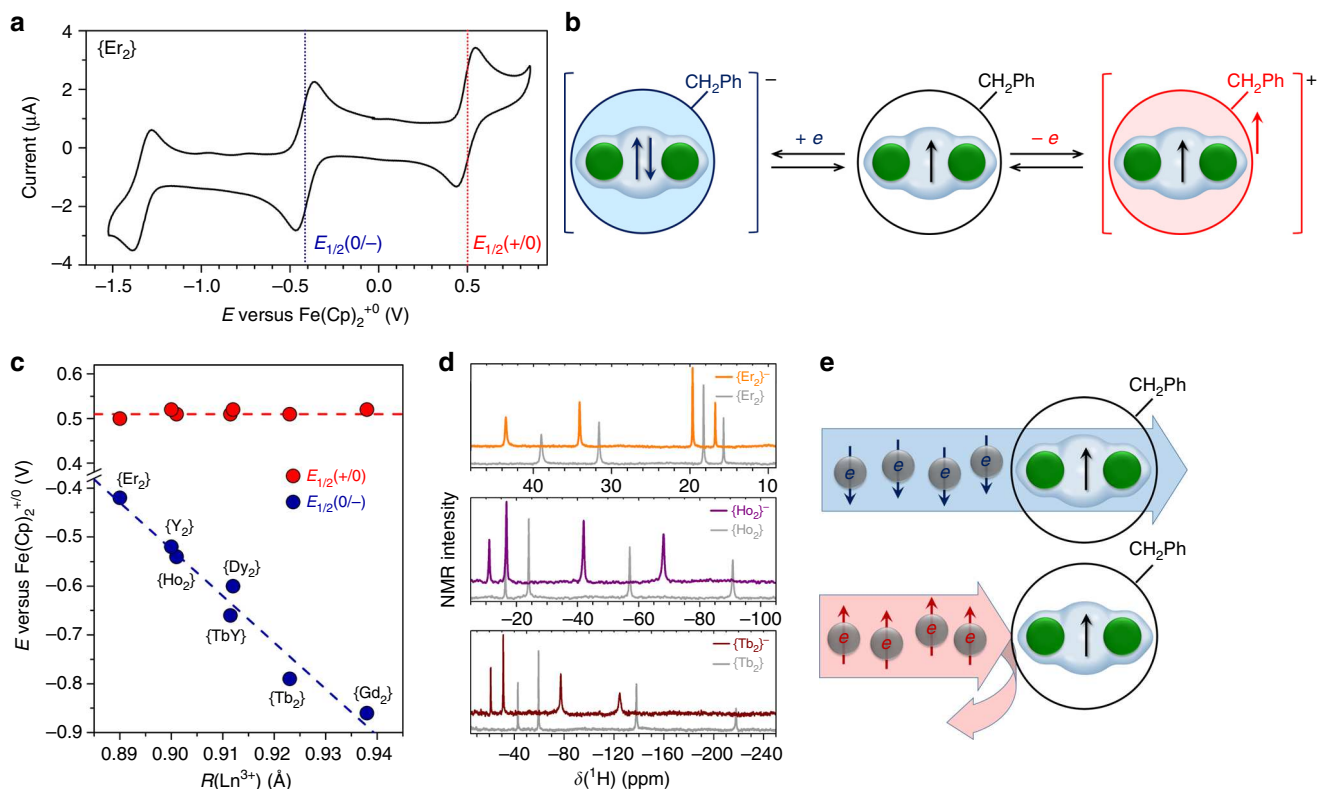 a
{Er₂}
4
2
0
−2
−4
Current (μA)
E₁/₂(0/−)
E₁/₂(+/0)
−1.5
−1.0
−0.5
0.0
0.5
E versus Fe(Cp)₂⁺⁰ (V)
b
CH₂Ph
−
+ e
CH₂Ph
− e
CH₂Ph
+
c
0.6
0.5
0.4
−0.4
−0.5
−0.6
−0.7
−0.8
−0.9
E versus Fe(Cp)₂⁺/⁰ (V)
E₁/₂(+/0)
E₁/₂(0/−)
{Er₂}
{Y₂}
{Ho₂}
{Dy₂}
{TbY}
{Tb₂}
{Gd₂}
0.89
0.90
0.91
0.92
0.93
0.94
R(Ln³⁺) (Å)
d
NMR intensity
{Er₂}⁻
{Er₂}
40
30
20
10
{Ho₂}⁻
{Ho₂}
−20
−40
−60
−80
−100
{Tb₂}⁻
{Tb₂}
−40
−80
−120
−160
−200
−240
δ(¹H) (ppm)
e
CH₂Ph
e
e
e
e
CH₂Ph
e
e
e
e